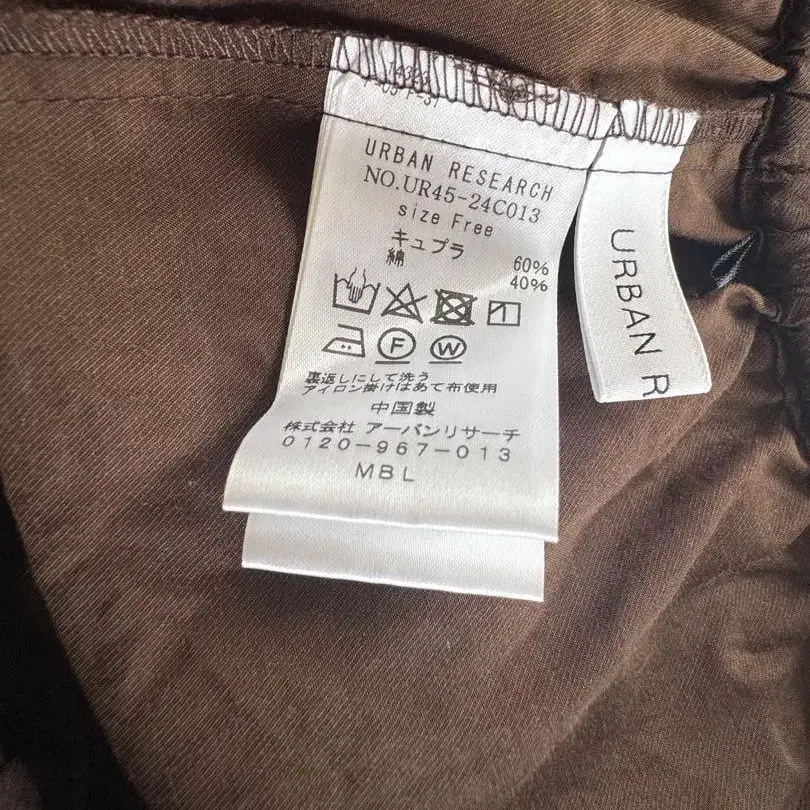 URBAN RESEARCH
NO.UR45-24C013
size Free
キュプラ 60%
綿 40%
F W
裏返しにして洗う
アイロン掛けはあて布使用
中国製
株式会社 アーバンリサーチ
0120-967-013
MBL
URBAN R